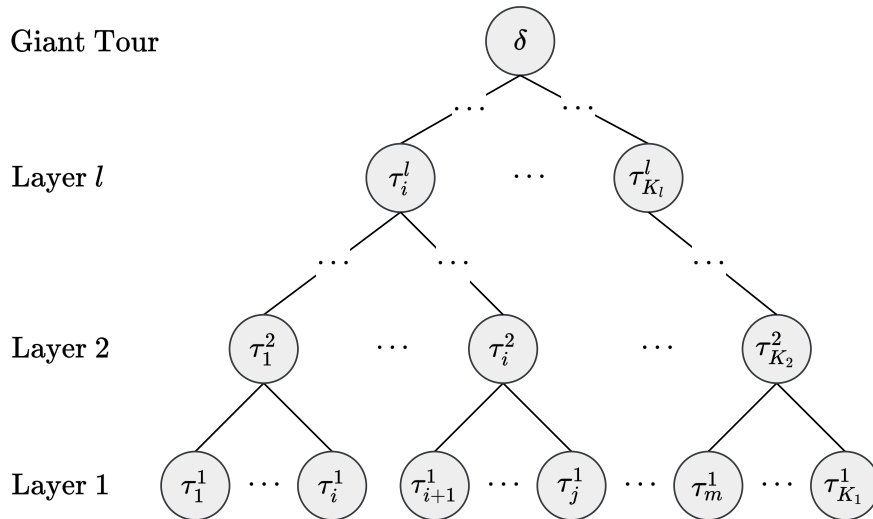 Giant Tour δ
⋯ ⋯
Layer l τ_i^l ⋯ τ_{K_l}^l
⋯ ⋯ ⋯
Layer 2 τ_1^2 ⋯ τ_i^2 ⋯ τ_{K_2}^2
Layer 1 τ_1^1 ⋯ τ_i^1 τ_{i+1}^1 ⋯ τ_j^1 ⋯ τ_m^1 ⋯ τ_{K_1}^1